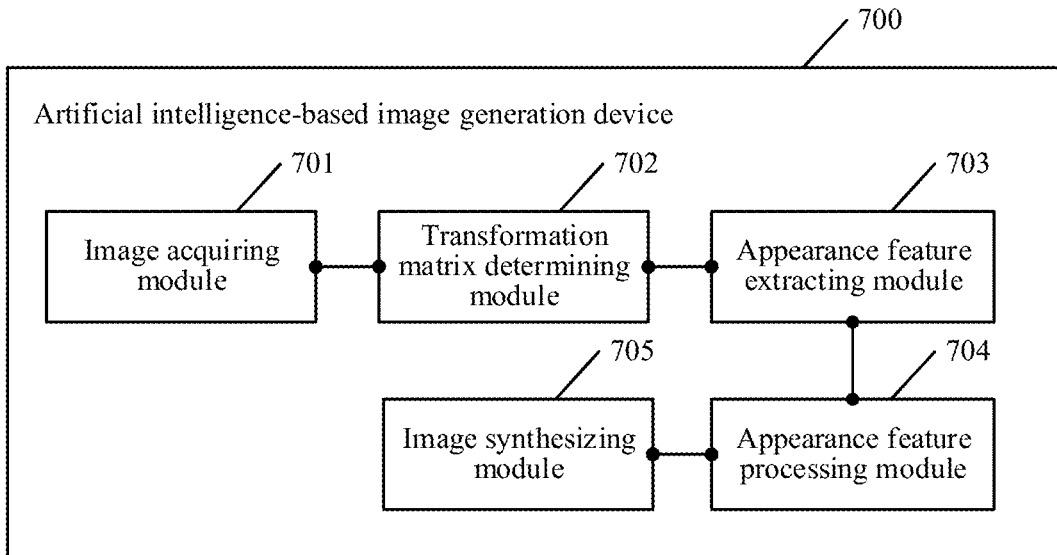 700
Artificial intelligence-based image generation device
701
702
703
Image acquiring
module
Transformation
matrix determining
module
Appearance feature
extracting module
705
704
Image synthesizing
module
Appearance feature
processing module